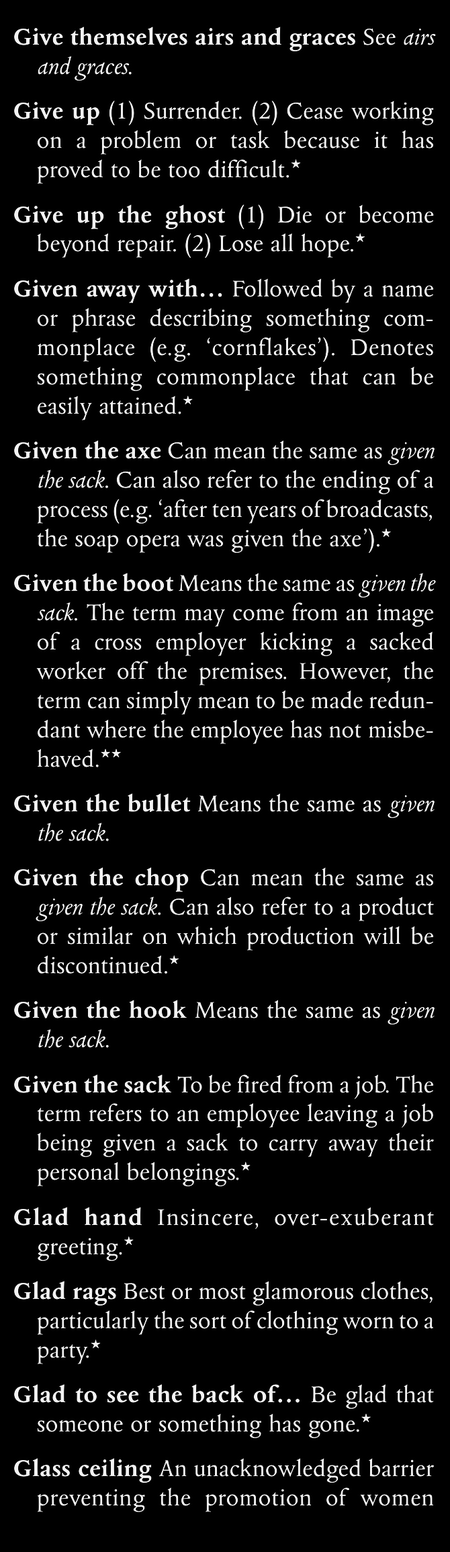 Give themselves airs and graces See airs
and graces.
Give up (1) Surrender. (2) Cease working
on a problem or task because it has
proved to be too difficult.★
Give up the ghost (1) Die or become
beyond repair. (2) Lose all hope.★
Given away with… Followed by a name
or phrase describing something com-
monplace (e.g. ‘cornflakes’). Denotes
something commonplace that can be
easily attained.★
Given the axe Can mean the same as given
the sack. Can also refer to the ending of a
process (e.g. ‘after ten years of broadcasts,
the soap opera was given the axe’).★
Given the boot Means the same as given the
sack. The term may come from an image
of a cross employer kicking a sacked
worker off the premises. However, the
term can simply mean to be made redun-
dant where the employee has not misbe-
haved.★★
Given the bullet Means the same as given
the sack.
Given the chop Can mean the same as
given the sack. Can also refer to a product
or similar on which production will be
discontinued.★
Given the hook Means the same as given
the sack.
Given the sack To be fired from a job. The
term refers to an employee leaving a job
being given a sack to carry away their
personal belongings.★
Glad hand Insincere, over-exuberant
greeting.★
Glad rags Best or most glamorous clothes,
particularly the sort of clothing worn to a
party.★
Glad to see the back of… Be glad that
someone or something has gone.★
Glass ceiling An unacknowledged barrier
preventing the promotion of women